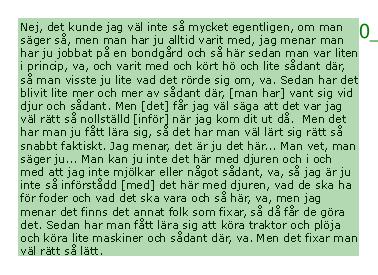 Nej, det kunde jag väl inte så mycket egentligen, om man
säger så, men man har ju alltid varit med, jag menar man
har ju jobbat på en bondgård och så här sedan man var liten
i princip, va, och varit med och kört hö och lite sådant där,
så man visste ju lite vad det rörde sig om, va. Sedan har det
blivit lite mer och mer av sådant där, [man har] vant sig vid
djur och sådant. Men [det] får jag väl säga att det var jag
väl rätt så nollställd [inför] när jag kom dit ut då. Men det
har man ju fått lära sig, så det har man väl lärt sig rätt så
snabbt faktiskt. Jag menar, det är ju det här... Man vet, man
säger ju... Man kan ju inte det här med djuren och i och
med att jag inte mjölkar eller något sådant, va, så jag är ju
inte så införstådd [med] det här med djuren, vad de ska ha
för foder och vad det ska vara och så här, va, men jag
menar det finns det annat folk som fixar, så då får de göra
det. Sedan har man fått lära sig att köra traktor och plöja
och köra lite maskiner och sådant där, va. Men det fixar man
väl rätt så lätt.
0_